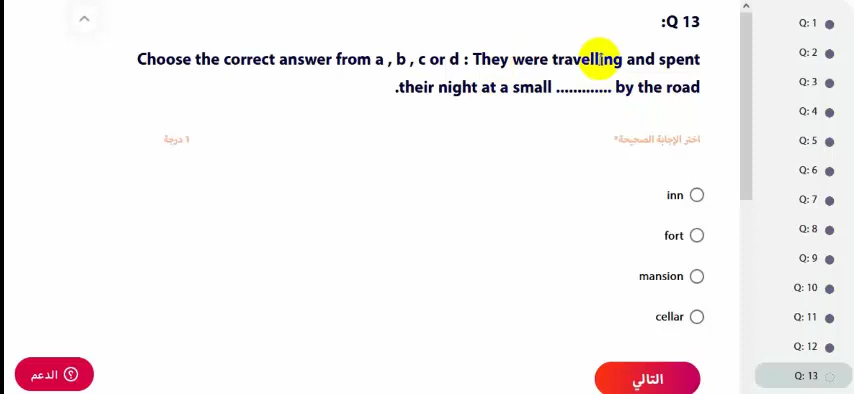 Q 13:
Choose the correct answer from a , b , c or d : They were travelling and spent
their night at a small ............. by the road.
اختر الإجابة الصحيحة*
١ درجة
inn
fort
mansion
cellar
التالي
الدعم
Q: 1
Q: 2
Q: 3
Q: 4
Q: 5
Q: 6
Q: 7
Q: 8
Q: 9
Q: 10
Q: 11
Q: 12
Q: 13